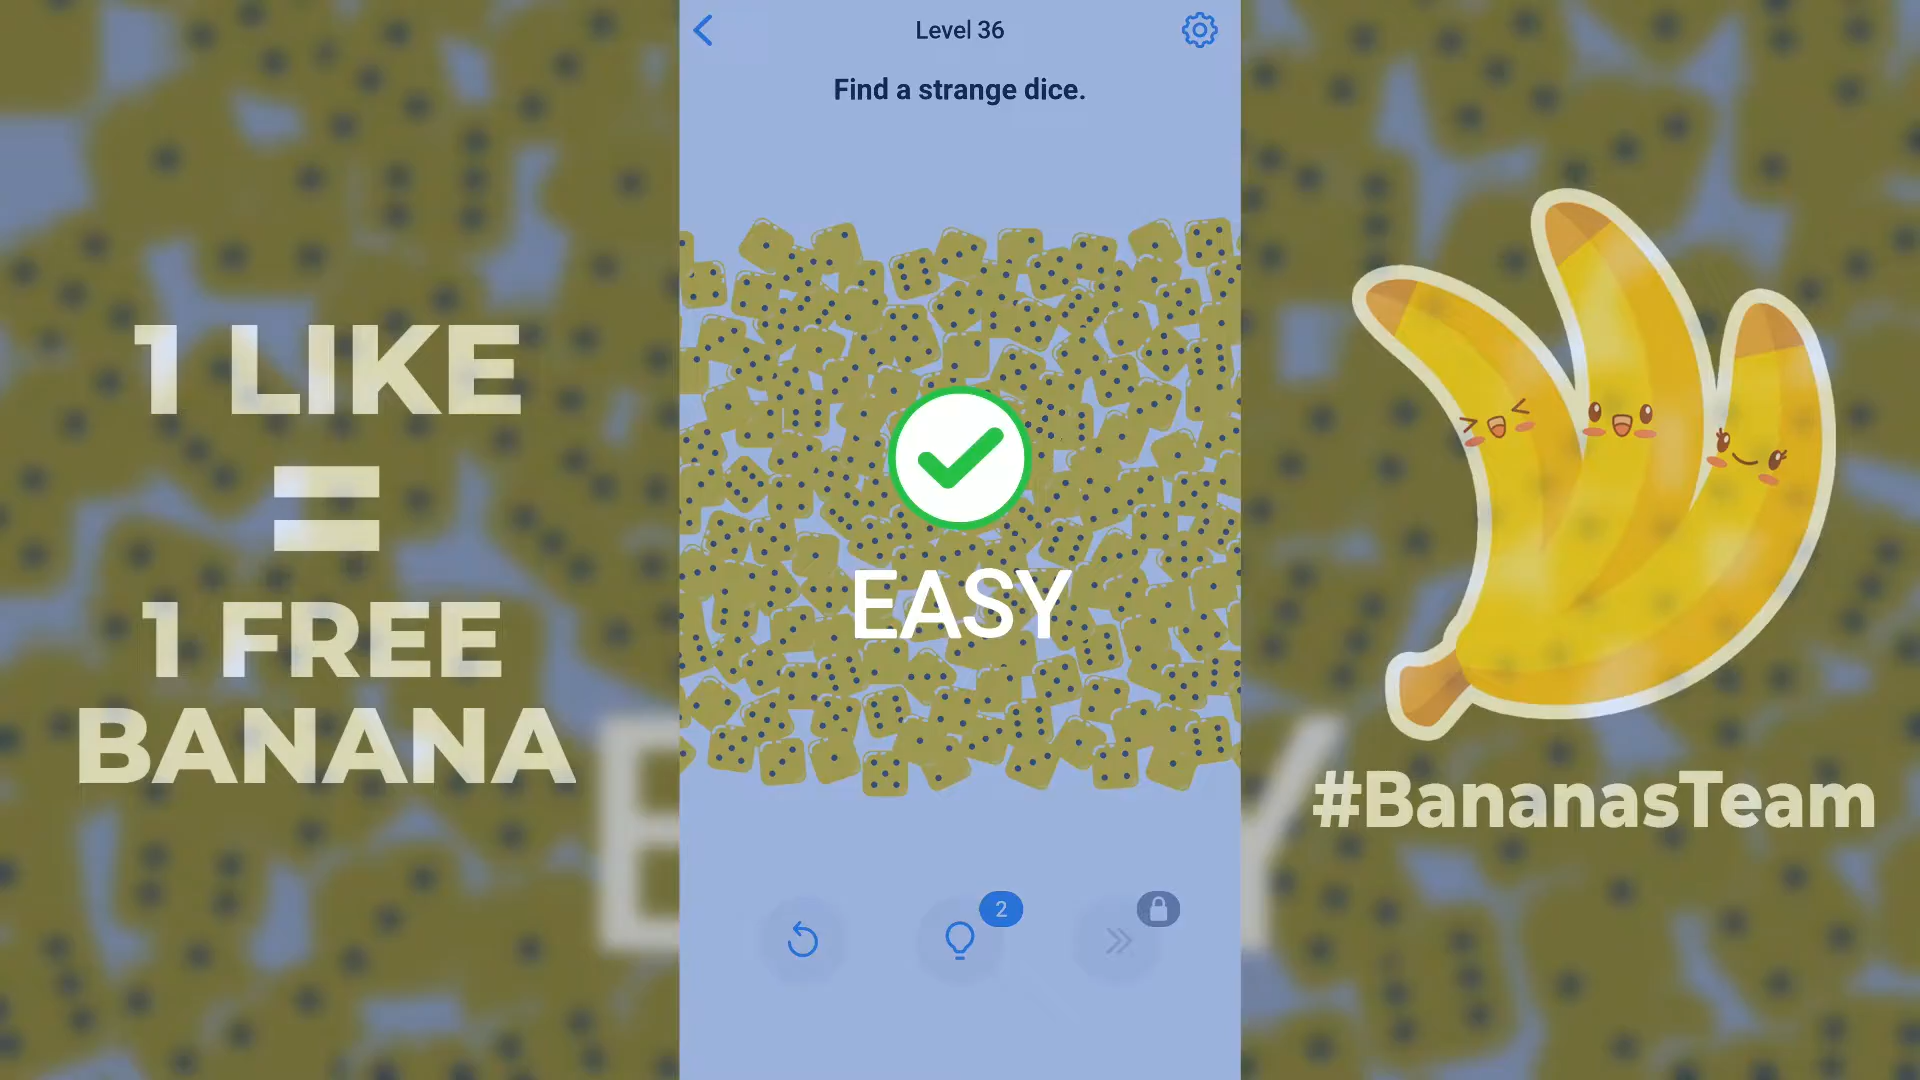 Level 36
Find a strange dice.
1 LIKE
=
1 FREE
BANANA
EASY
#BananasTeam
2